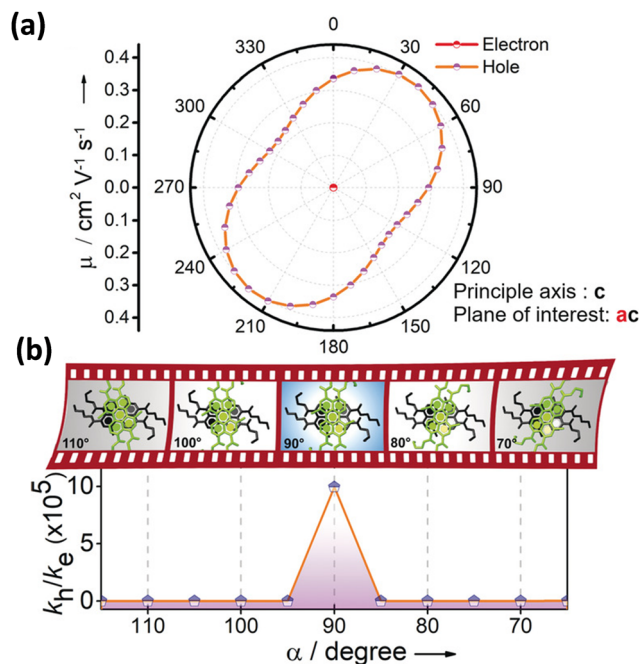 (a)
0
30
60
90
120
150
180
210
240
270
300
330
0.4
0.3
0.2
0.1
0.0
0.1
0.2
0.3
0.4
μ / cm² V⁻¹ s⁻¹
Electron
Hole
Principle axis : c
Plane of interest: ac
(b)
110° 100° 90° 80° 70°
kh/ke (x10⁵)
10
5
0
110 100 90 80 70
α / degree